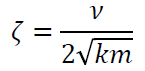 ζ = ν / 2√km